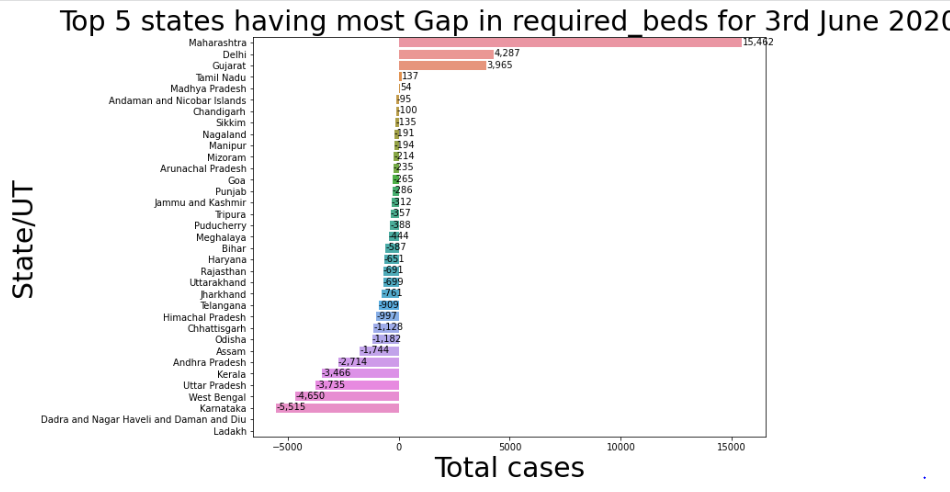 Top 5 states having most Gap in required_beds for 3rd June 2020
State/UT
Maharashtra 15,462
Delhi 4,287
Gujarat 3,965
Tamil Nadu 137
Madhya Pradesh 54
Andaman and Nicobar Islands -95
Chandigarh -100
Sikkim -135
Nagaland -191
Manipur -194
Mizoram -214
Arunachal Pradesh -235
Goa -265
Punjab -286
Jammu and Kashmir -312
Tripura -357
Puducherry -388
Meghalaya -444
Bihar -587
Haryana -651
Rajasthan -691
Uttarakhand -699
Jharkhand -761
Telangana -909
Himachal Pradesh -997
Chhattisgarh -1,128
Odisha -1,182
Assam -1,744
Andhra Pradesh -2,714
Kerala -3,466
Uttar Pradesh -3,735
West Bengal -4,650
Karnataka -5,515
Dadra and Nagar Haveli and Daman and Diu
Ladakh
−5000 0 5000 10000 15000
Total cases